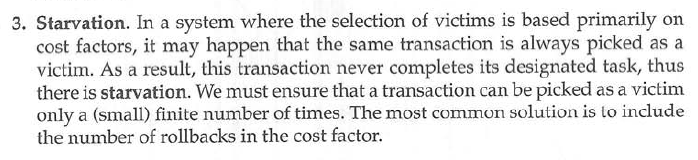 3. Starvation. In a system where the selection of victims is based primarily on
cost factors, it may happen that the same transaction is always picked as a
victim. As a result, this transaction never completes its designated task, thus
there is starvation. We must ensure that a transaction can be picked as a victim
only a (small) finite number of times. The most common solution is to include
the number of rollbacks in the cost factor.